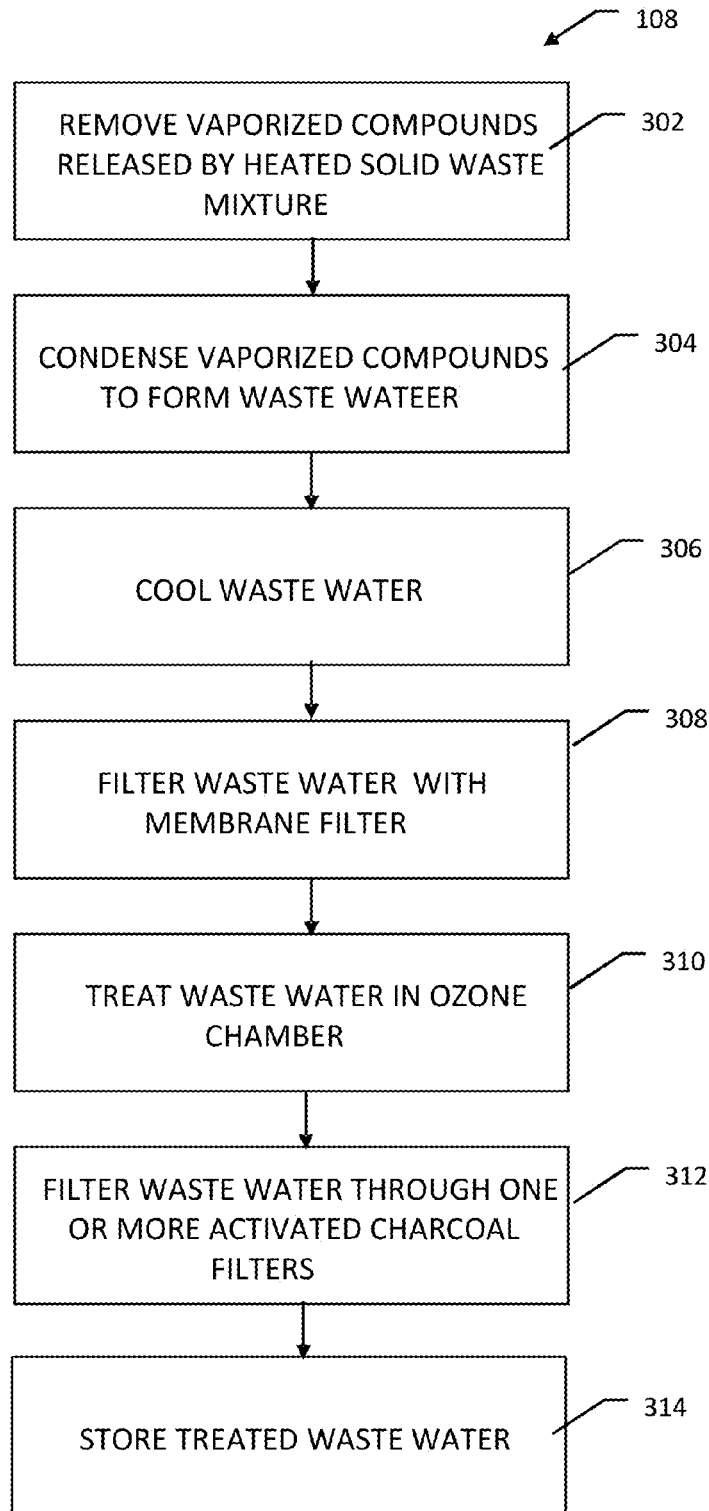 108
REMOVE VAPORIZED COMPOUNDS
RELEASED BY HEATED SOLID WASTE
MIXTURE
302
CONDENSE VAPORIZED COMPOUNDS
TO FORM WASTE WATEER
304
COOL WASTE WATER
306
FILTER WASTE WATER WITH
MEMBRANE FILTER
308
TREAT WASTE WATER IN OZONE
CHAMBER
310
FILTER WASTE WATER THROUGH ONE
OR MORE ACTIVATED CHARCOAL
FILTERS
312
STORE TREATED WASTE WATER
314